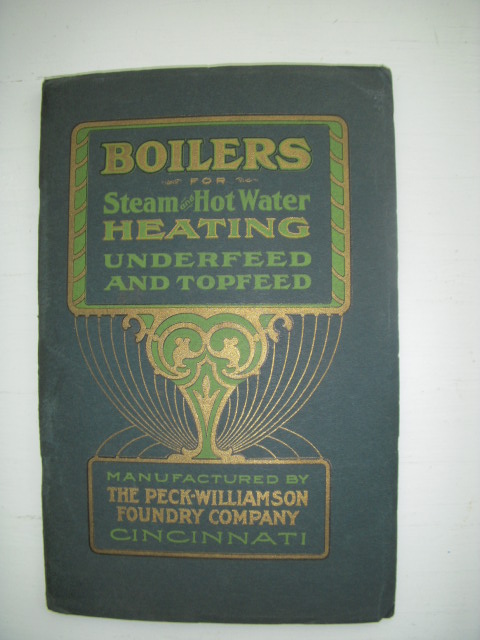 BOILERS
FOR
Steam and Hot Water
HEATING
UNDERFEED
AND TOPFEED
MANUFACTURED BY
THE PECK-WILLIAMSON
FOUNDRY COMPANY
CINCINNATI